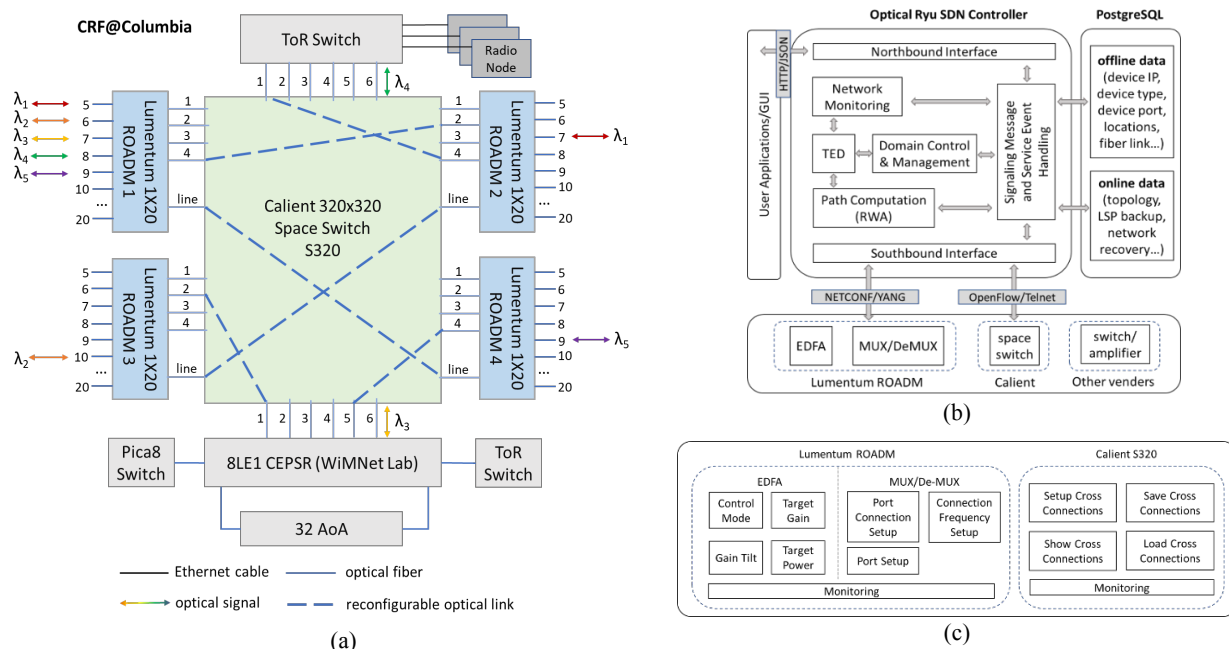 CRF@Columbia
ToR Switch
Radio
Node
1 2 3 4 5 6
λ4
λ1
λ2
λ3
λ4
λ5
5
6
7
8
9
10
...
20
Lumentum 1X20
ROADM 1
1
2
3
4
line
Calient 320x320
Space Switch
S320
1
2
3
4
line
Lumentum 1X20
ROADM 2
5
6
7
8
9
10
...
20
λ1
λ2
5
6
7
8
9
10
...
20
Lumentum 1X20
ROADM 3
1
2
3
4
line
1
3
4
line
Lumentum 1X20
ROADM 4
5
6
7
8
9
10
...
20
λ5
1 2 3 4 5 6
λ3
Pica8
Switch
8LE1 CEPSR (WiMNet Lab)
ToR
Switch
32 AoA
Ethernet cable
optical fiber
optical signal
reconfigurable optical link
(a)
Optical Ryu SDN Controller
PostgreSQL
User Applications/GUI
HTTP/JSON
Northbound Interface
Network
Monitoring
TED
Domain Control
& Management
Path Computation
(RWA)
Signaling Message
and Service Event
Handling
Southbound Interface
offline data
(device IP,
device type,
device port,
locations,
fiber link...)
online data
(topology,
LSP backup,
network
recovery...)
NETCONF/YANG
OpenFlow/Telnet
EDFA
MUX/DeMUX
Lumentum ROADM
space
switch
Calient
switch/
amplifier
Other venders
(b)
Lumentum ROADM
Calient S320
EDFA
MUX/De-MUX
Control
Mode
Target
Gain
Gain Tilt
Target
Power
Port
Connection
Setup
Connection
Frequency
Setup
Port Setup
Monitoring
Setup Cross
Connections
Save Cross
Connections
Show Cross
Connections
Load Cross
Connections
Monitoring
(c)